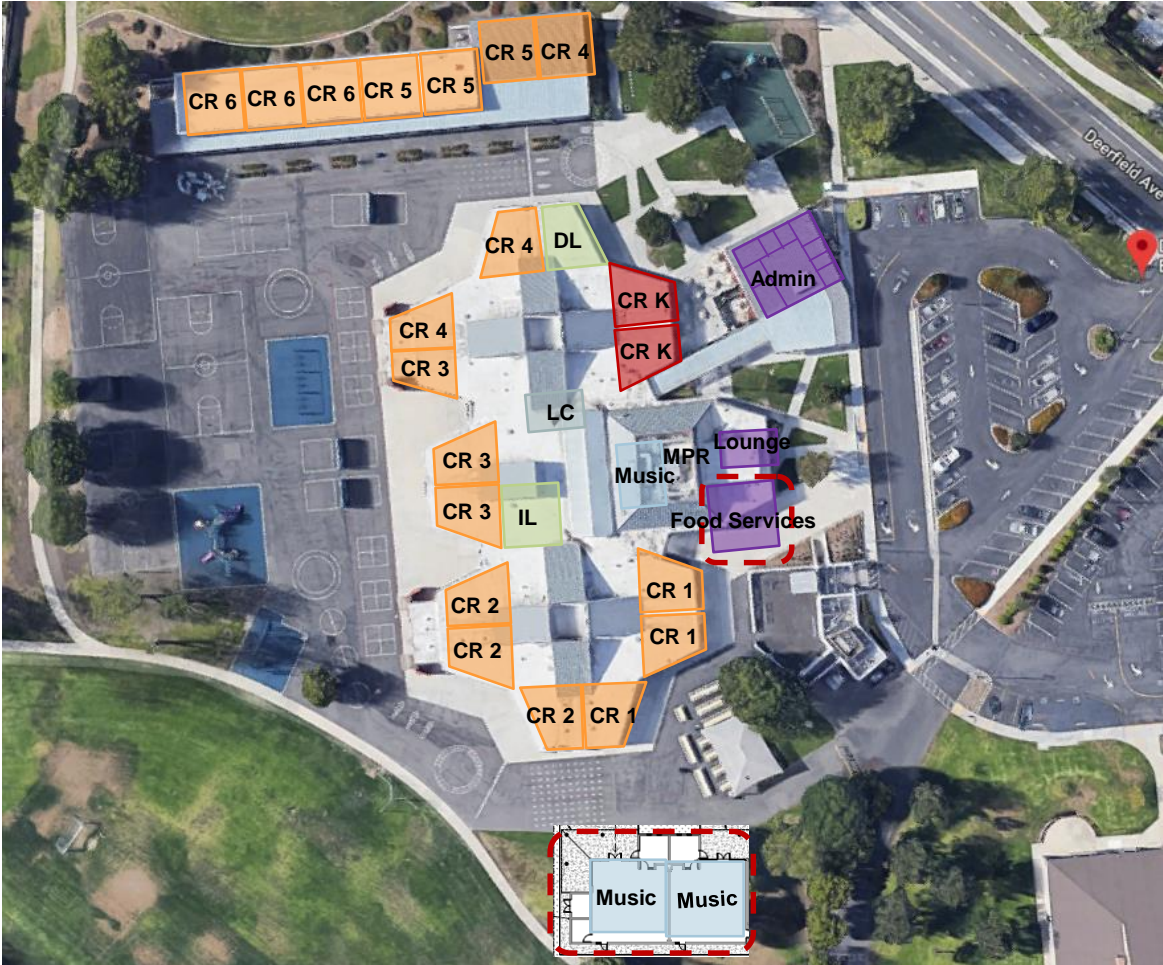 CR 5
CR 4
CR 6
CR 6
CR 6
CR 5
CR 5
Deerfield Ave
CR 4
DL
Admin
CR K
CR 4
CR K
CR 3
LC
Lounge
CR 3
Music
MPR
CR 3
IL
Food Services
CR 2
CR 1
CR 2
CR 1
CR 2
CR 1
Music
Music